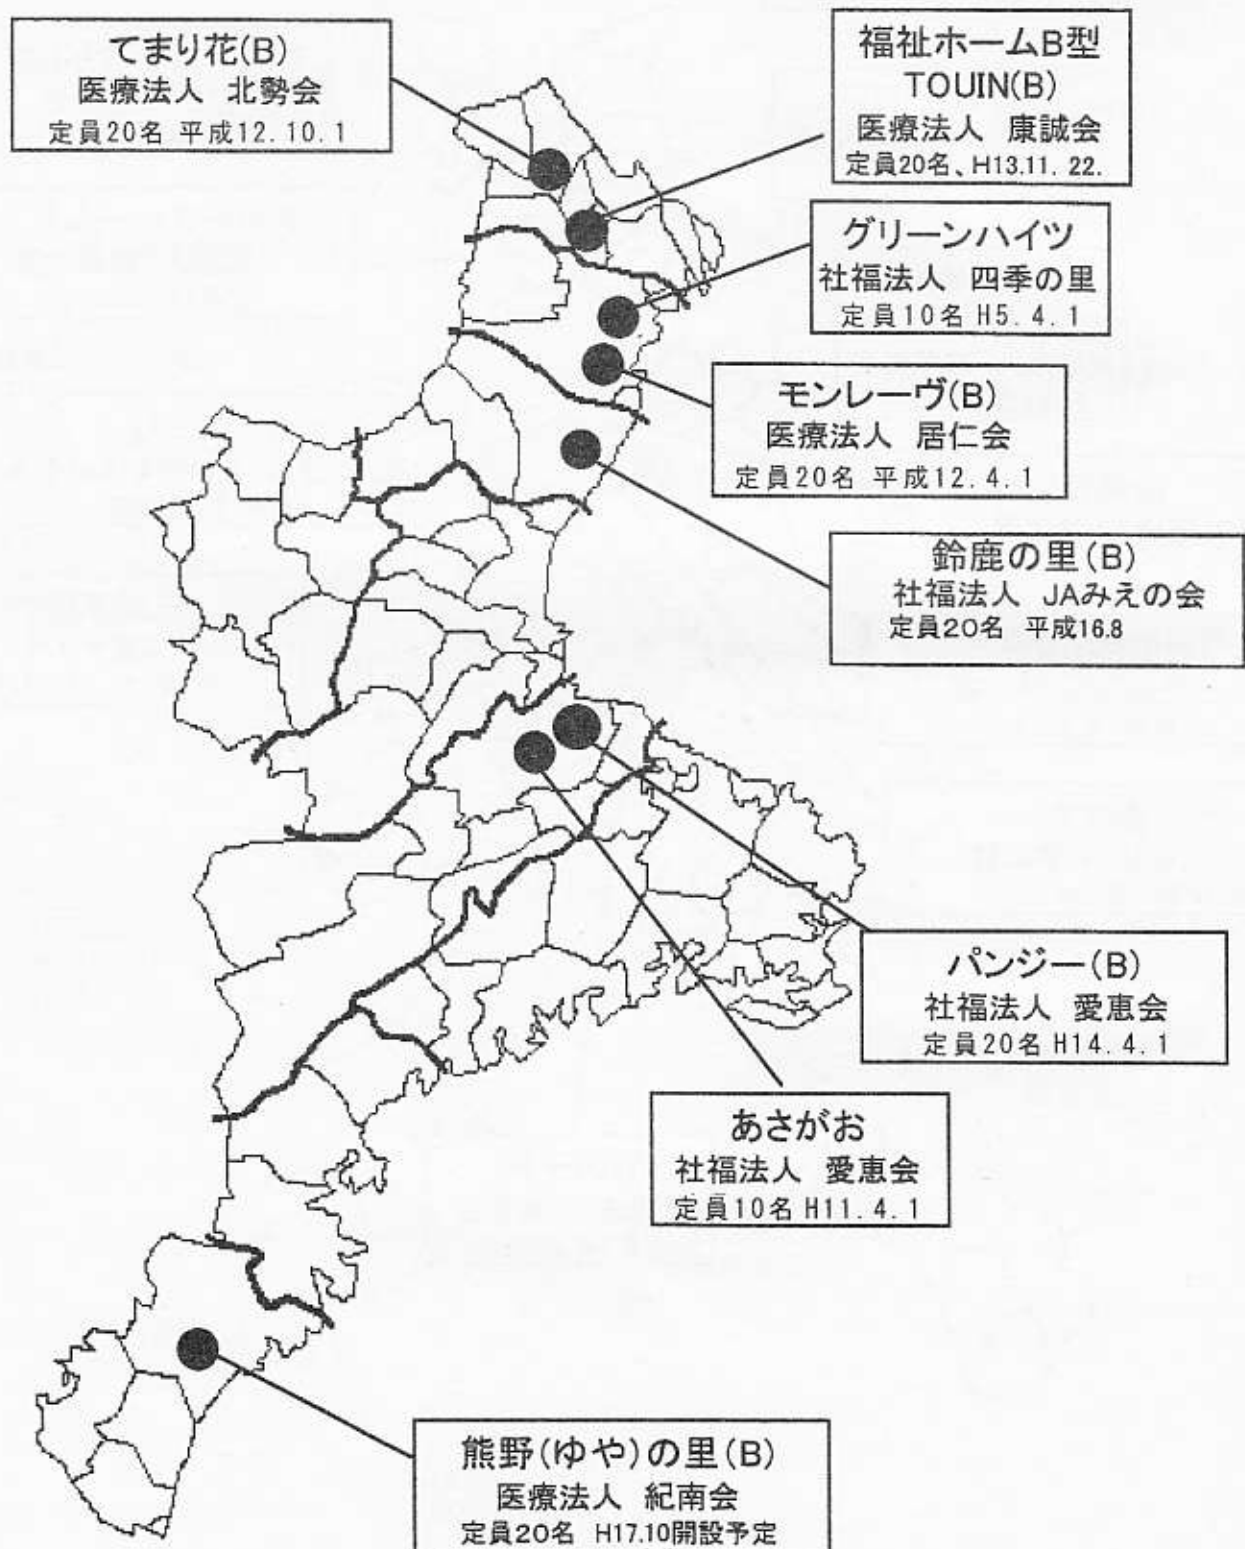 てまり花(B)
医療法人 北勢会
定員20名 平成12.10.1
福祉ホームB型
TOUIN(B)
医療法人 康誠会
定員20名、H13.11.22.
グリーンハイツ
社福法人 四季の里
定員10名 H5.4.1
モンレーヴ(B)
医療法人 居仁会
定員20名 平成12.4.1
鈴鹿の里(B)
社福法人 JAみえの会
定員20名 平成16.8
パンジー(B)
社福法人 愛恵会
定員20名 H14.4.1
あさがお
社福法人 愛恵会
定員10名 H11.4.1
熊野(ゆや)の里(B)
医療法人 紀南会
定員20名 H17.10開設予定